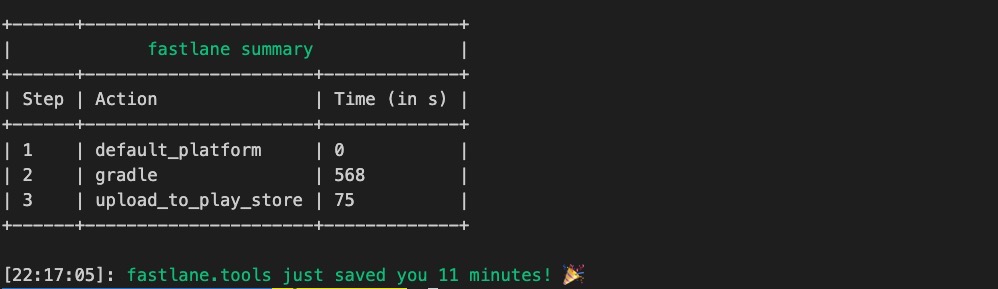 +------+----------------------+-------------+
|             fastlane summary              |
+------+----------------------+-------------+
| Step | Action               | Time (in s) |
+------+----------------------+-------------+
| 1    | default_platform     | 0           |
| 2    | gradle               | 568         |
| 3    | upload_to_play_store | 75          |
+------+----------------------+-------------+
[22:17:05]: fastlane.tools just saved you 11 minutes! 🎉